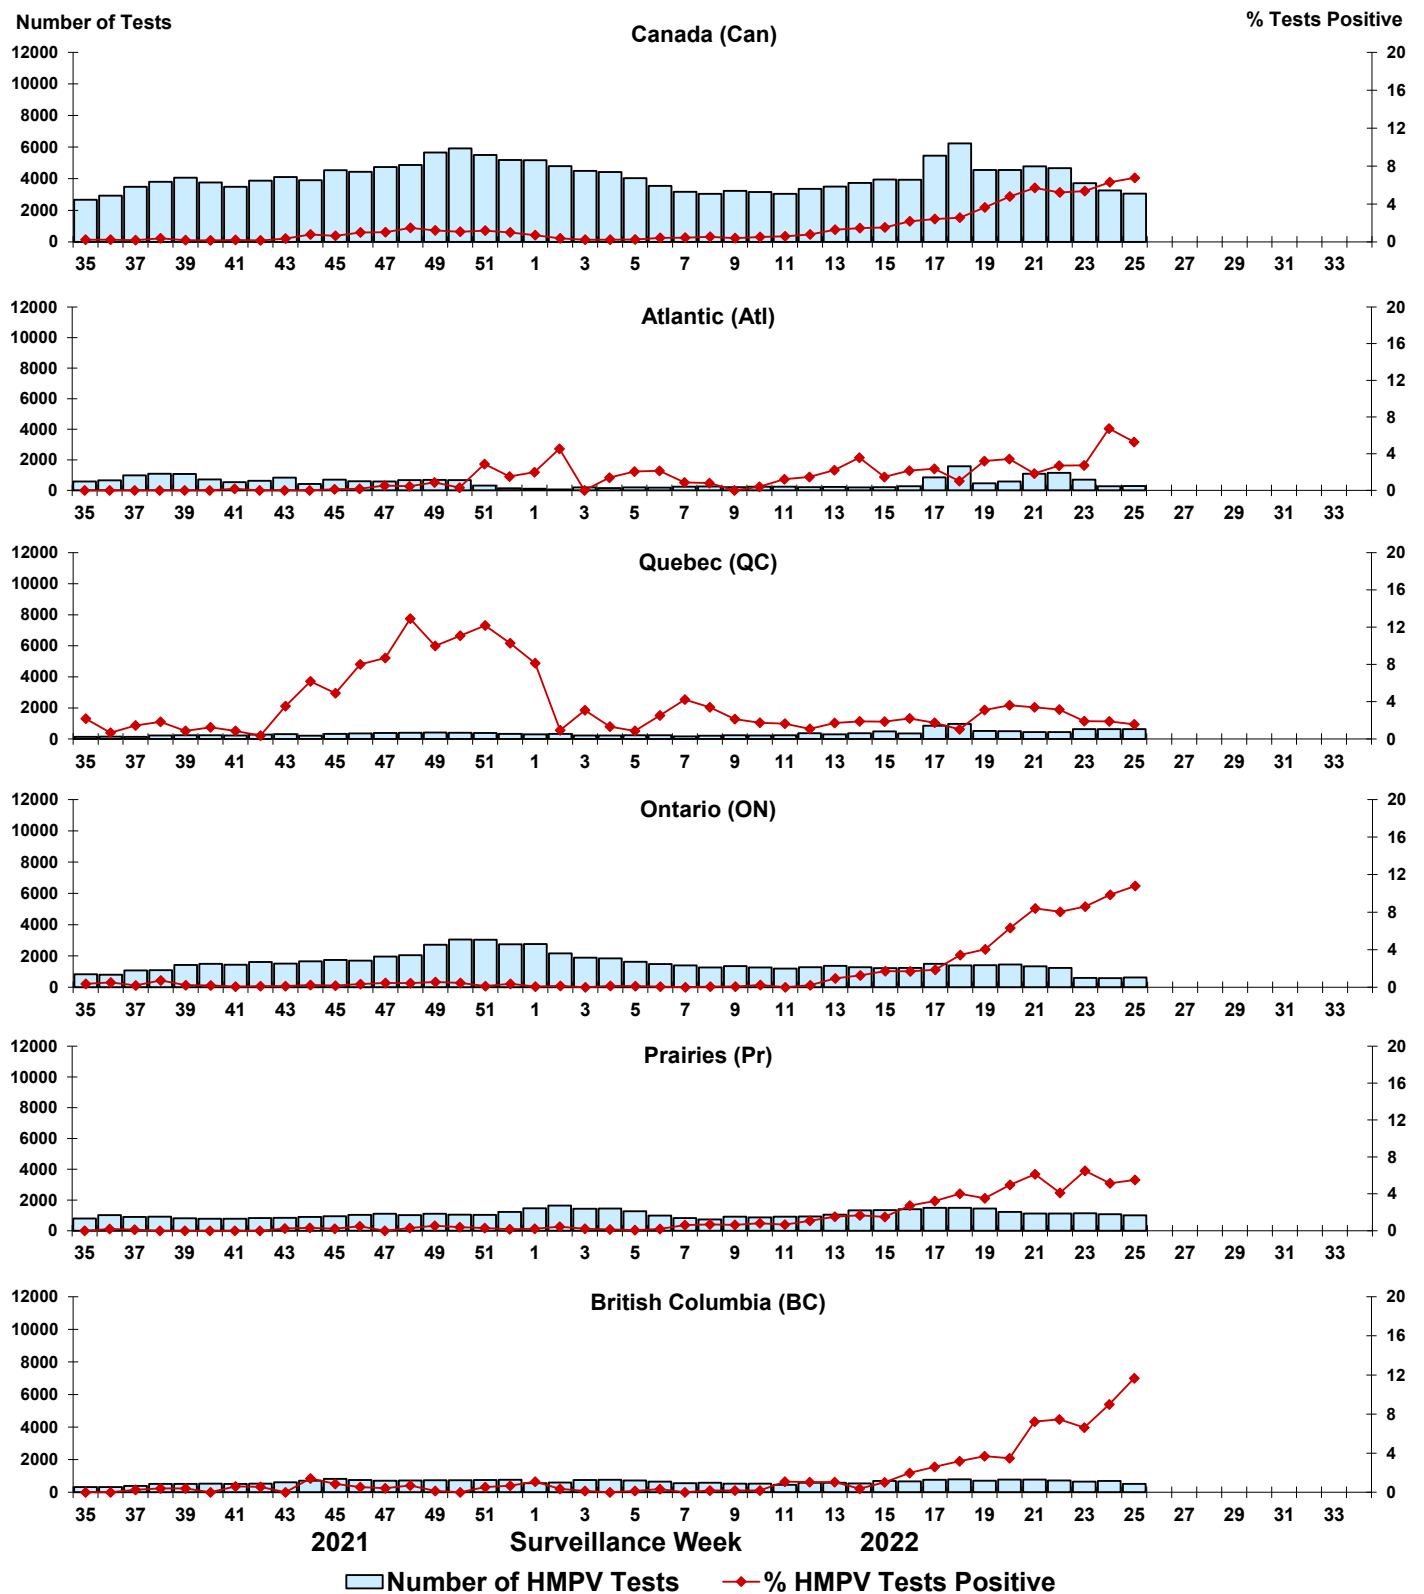 Number of Tests
% Tests Positive
Canada (Can)
12000 20
10000 16
8000 12
6000 8
4000 4
2000 0
0
35 37 39 41 43 45 47 49 51 1 3 5 7 9 11 13 15 17 19 21 23 25 27 29 31 33
Atlantic (Atl)
12000 20
10000 16
8000 12
6000 8
4000 4
2000 0
0
35 37 39 41 43 45 47 49 51 1 3 5 7 9 11 13 15 17 19 21 23 25 27 29 31 33
Quebec (QC)
12000 20
10000 16
8000 12
6000 8
4000 4
2000 0
0
35 37 39 41 43 45 47 49 51 1 3 5 7 9 11 13 15 17 19 21 23 25 27 29 31 33
Ontario (ON)
12000 20
10000 16
8000 12
6000 8
4000 4
2000 0
0
35 37 39 41 43 45 47 49 51 1 3 5 7 9 11 13 15 17 19 21 23 25 27 29 31 33
Prairies (Pr)
12000 20
10000 16
8000 12
6000 8
4000 4
2000 0
0
35 37 39 41 43 45 47 49 51 1 3 5 7 9 11 13 15 17 19 21 23 25 27 29 31 33
British Columbia (BC)
12000 20
10000 16
8000 12
6000 8
4000 4
2000 0
0
35 37 39 41 43 45 47 49 51 1 3 5 7 9 11 13 15 17 19 21 23 25 27 29 31 33
2021 Surveillance Week 2022
Number of HMPV Tests % HMPV Tests Positive